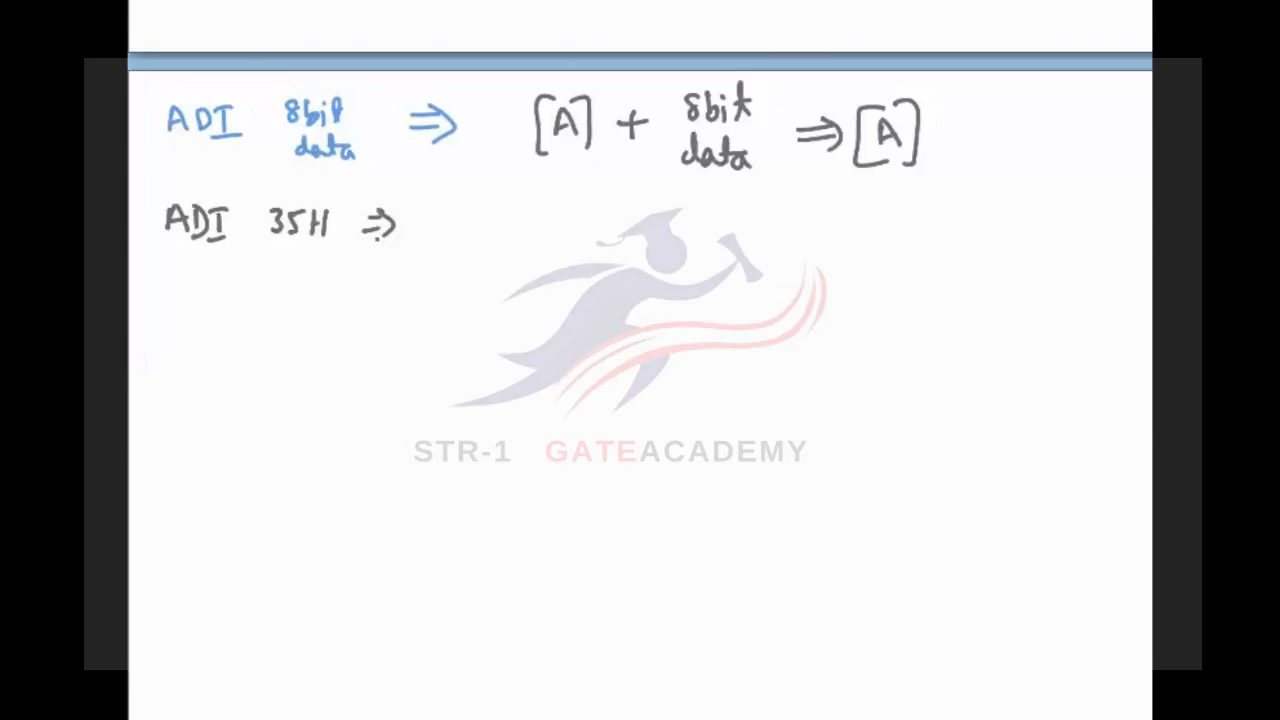 ADI 8bit data ⇒ [A] + 8bit data ⇒ [A]
ADI 35H ⇒
STR-1 GATEACADEMY